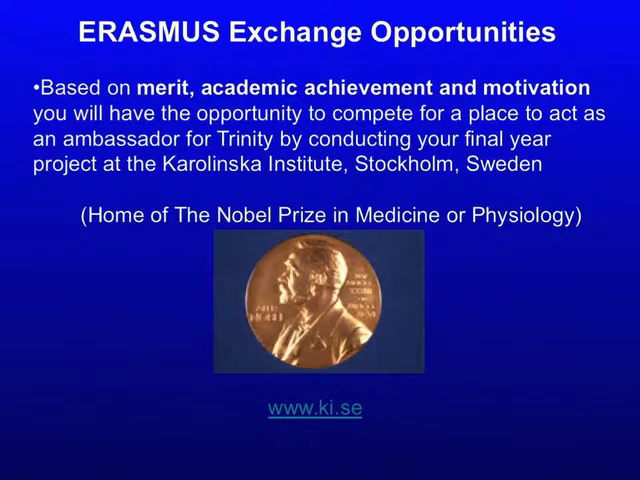 ERASMUS Exchange Opportunities
•Based on merit, academic achievement and motivation
you will have the opportunity to compete for a place to act as
an ambassador for Trinity by conducting your final year
project at the Karolinska Institute, Stockholm, Sweden
(Home of The Nobel Prize in Medicine or Physiology)
NOBEL
www.ki.se